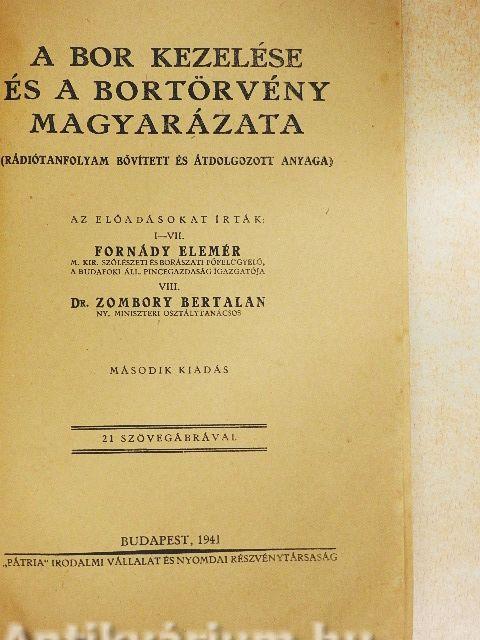 A BOR KEZELÉSE
ÉS A BORTÖRVÉNY
MAGYARÁZATA
(RÁDIÓTANFOLYAM BŐVÍTETT ÉS ÁTDOLGOZOTT ANYAGA)
AZ ELŐADÁSOKAT ÍRTÁK:
I—VII.
FORNÁDY ELEMÉR
M. KIR. SZŐLÉSZETI ÉS BORÁSZATI FŐFELÜGYELŐ,
A BUDAFOKI ÁLL. PINCEGAZDASÁG IGAZGATÓJA
VIII.
DR. ZOMBORY BERTALAN
NY. MINISZTERI OSZTÁLYTANÁCSOS
MÁSODIK KIADÁS
21 SZÖVEGÁBRÁVAL
BUDAPEST, 1941
„PÁTRIA“ IRODALMI VÁLLALAT ÉS NYOMDAI RÉSZVÉNYTÁRSASÁG
Antikvárium.hu